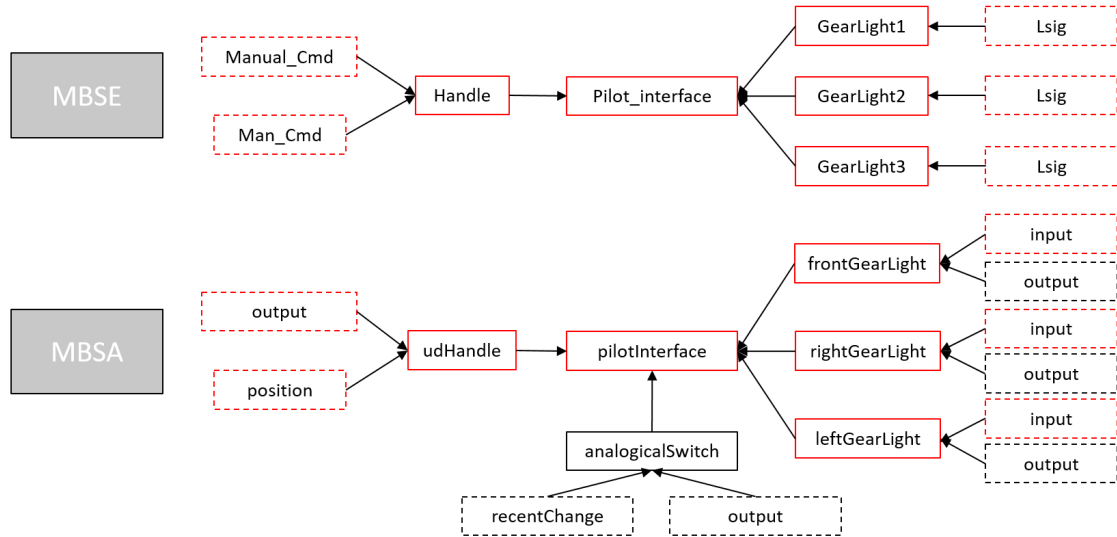 MBSE
Manual_Cmd
Man_Cmd
Handle
Pilot_interface
GearLight1
Lsig
GearLight2
Lsig
GearLight3
Lsig
MBSA
output
position
udHandle
pilotInterface
frontGearLight
input
output
rightGearLight
input
output
leftGearLight
input
output
analogicalSwitch
recentChange
output